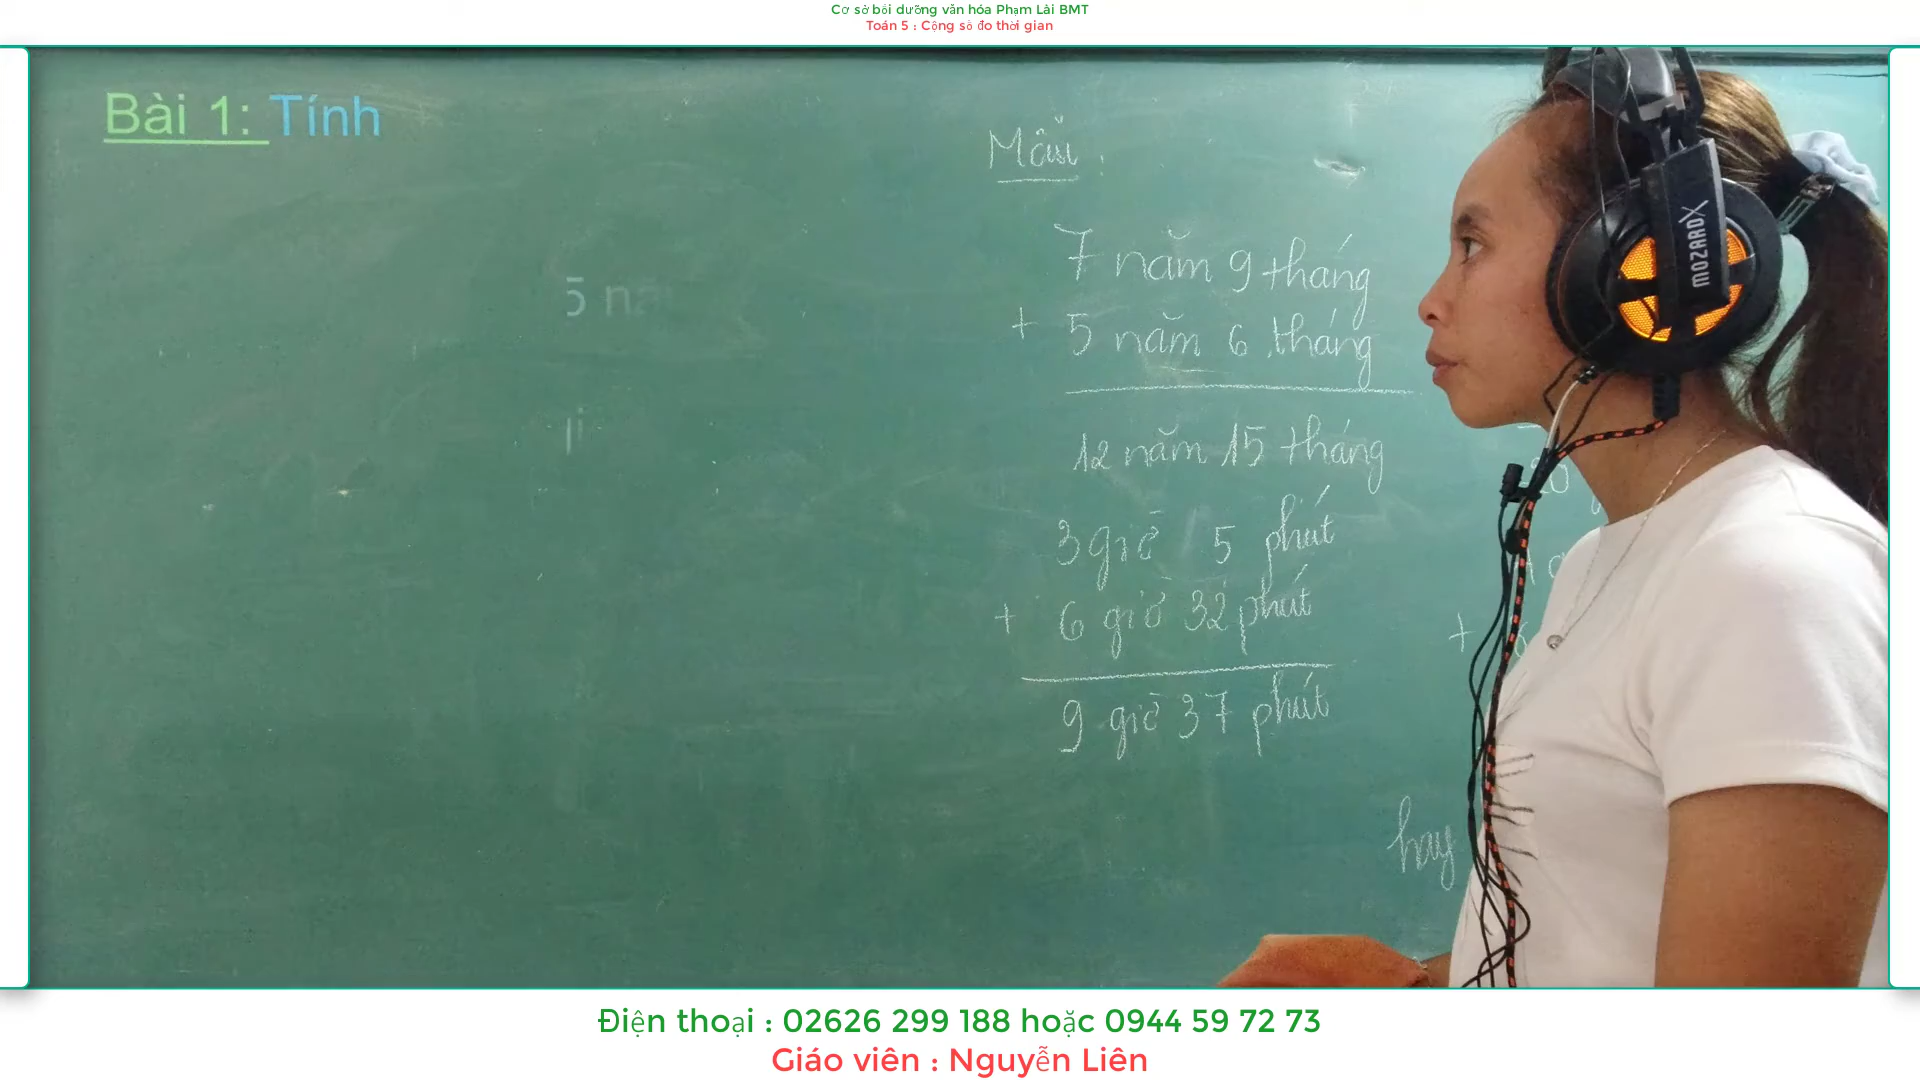 Cơ sở bồi dưỡng văn hóa Phạm Lài BMT
Toán 5 : Cộng số đo thời gian
Bài 1: Tính
Mẫu :
7 năm 9 tháng
+ 5 năm 6 tháng
12 năm 15 tháng
3 giờ 5 phút
+ 6 giờ 32 phút
9 giờ 37 phút
5 nă
+
hay
MOZARDX
Điện thoại : 02626 299 188 hoặc 0944 59 72 73
Giáo viên : Nguyễn Liên